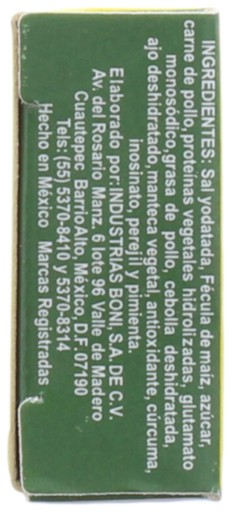 INGREDIENTES: Sal yodatada, Fécula de maíz, azúcar,
carne de pollo, proteínas vegetales hidrolizadas, glutamato
monosódico, grasa de pollo, cebolla deshidratada,
ajo deshidratado, manteca vegetal, antioxidante, cúrcuma,
inosinato, perejil y pimienta.
Elaborado por: INDUSTRIAS BONI, S.A. DE C.V.
Av. del Rosario Manz. 6 lote 96 Valle de Madero
Cuautepec Barrio Alto, México, D.F. 07190
Tels: (55) 5370-8410 y 5370-8314
Hecho en México Marcas Registradas